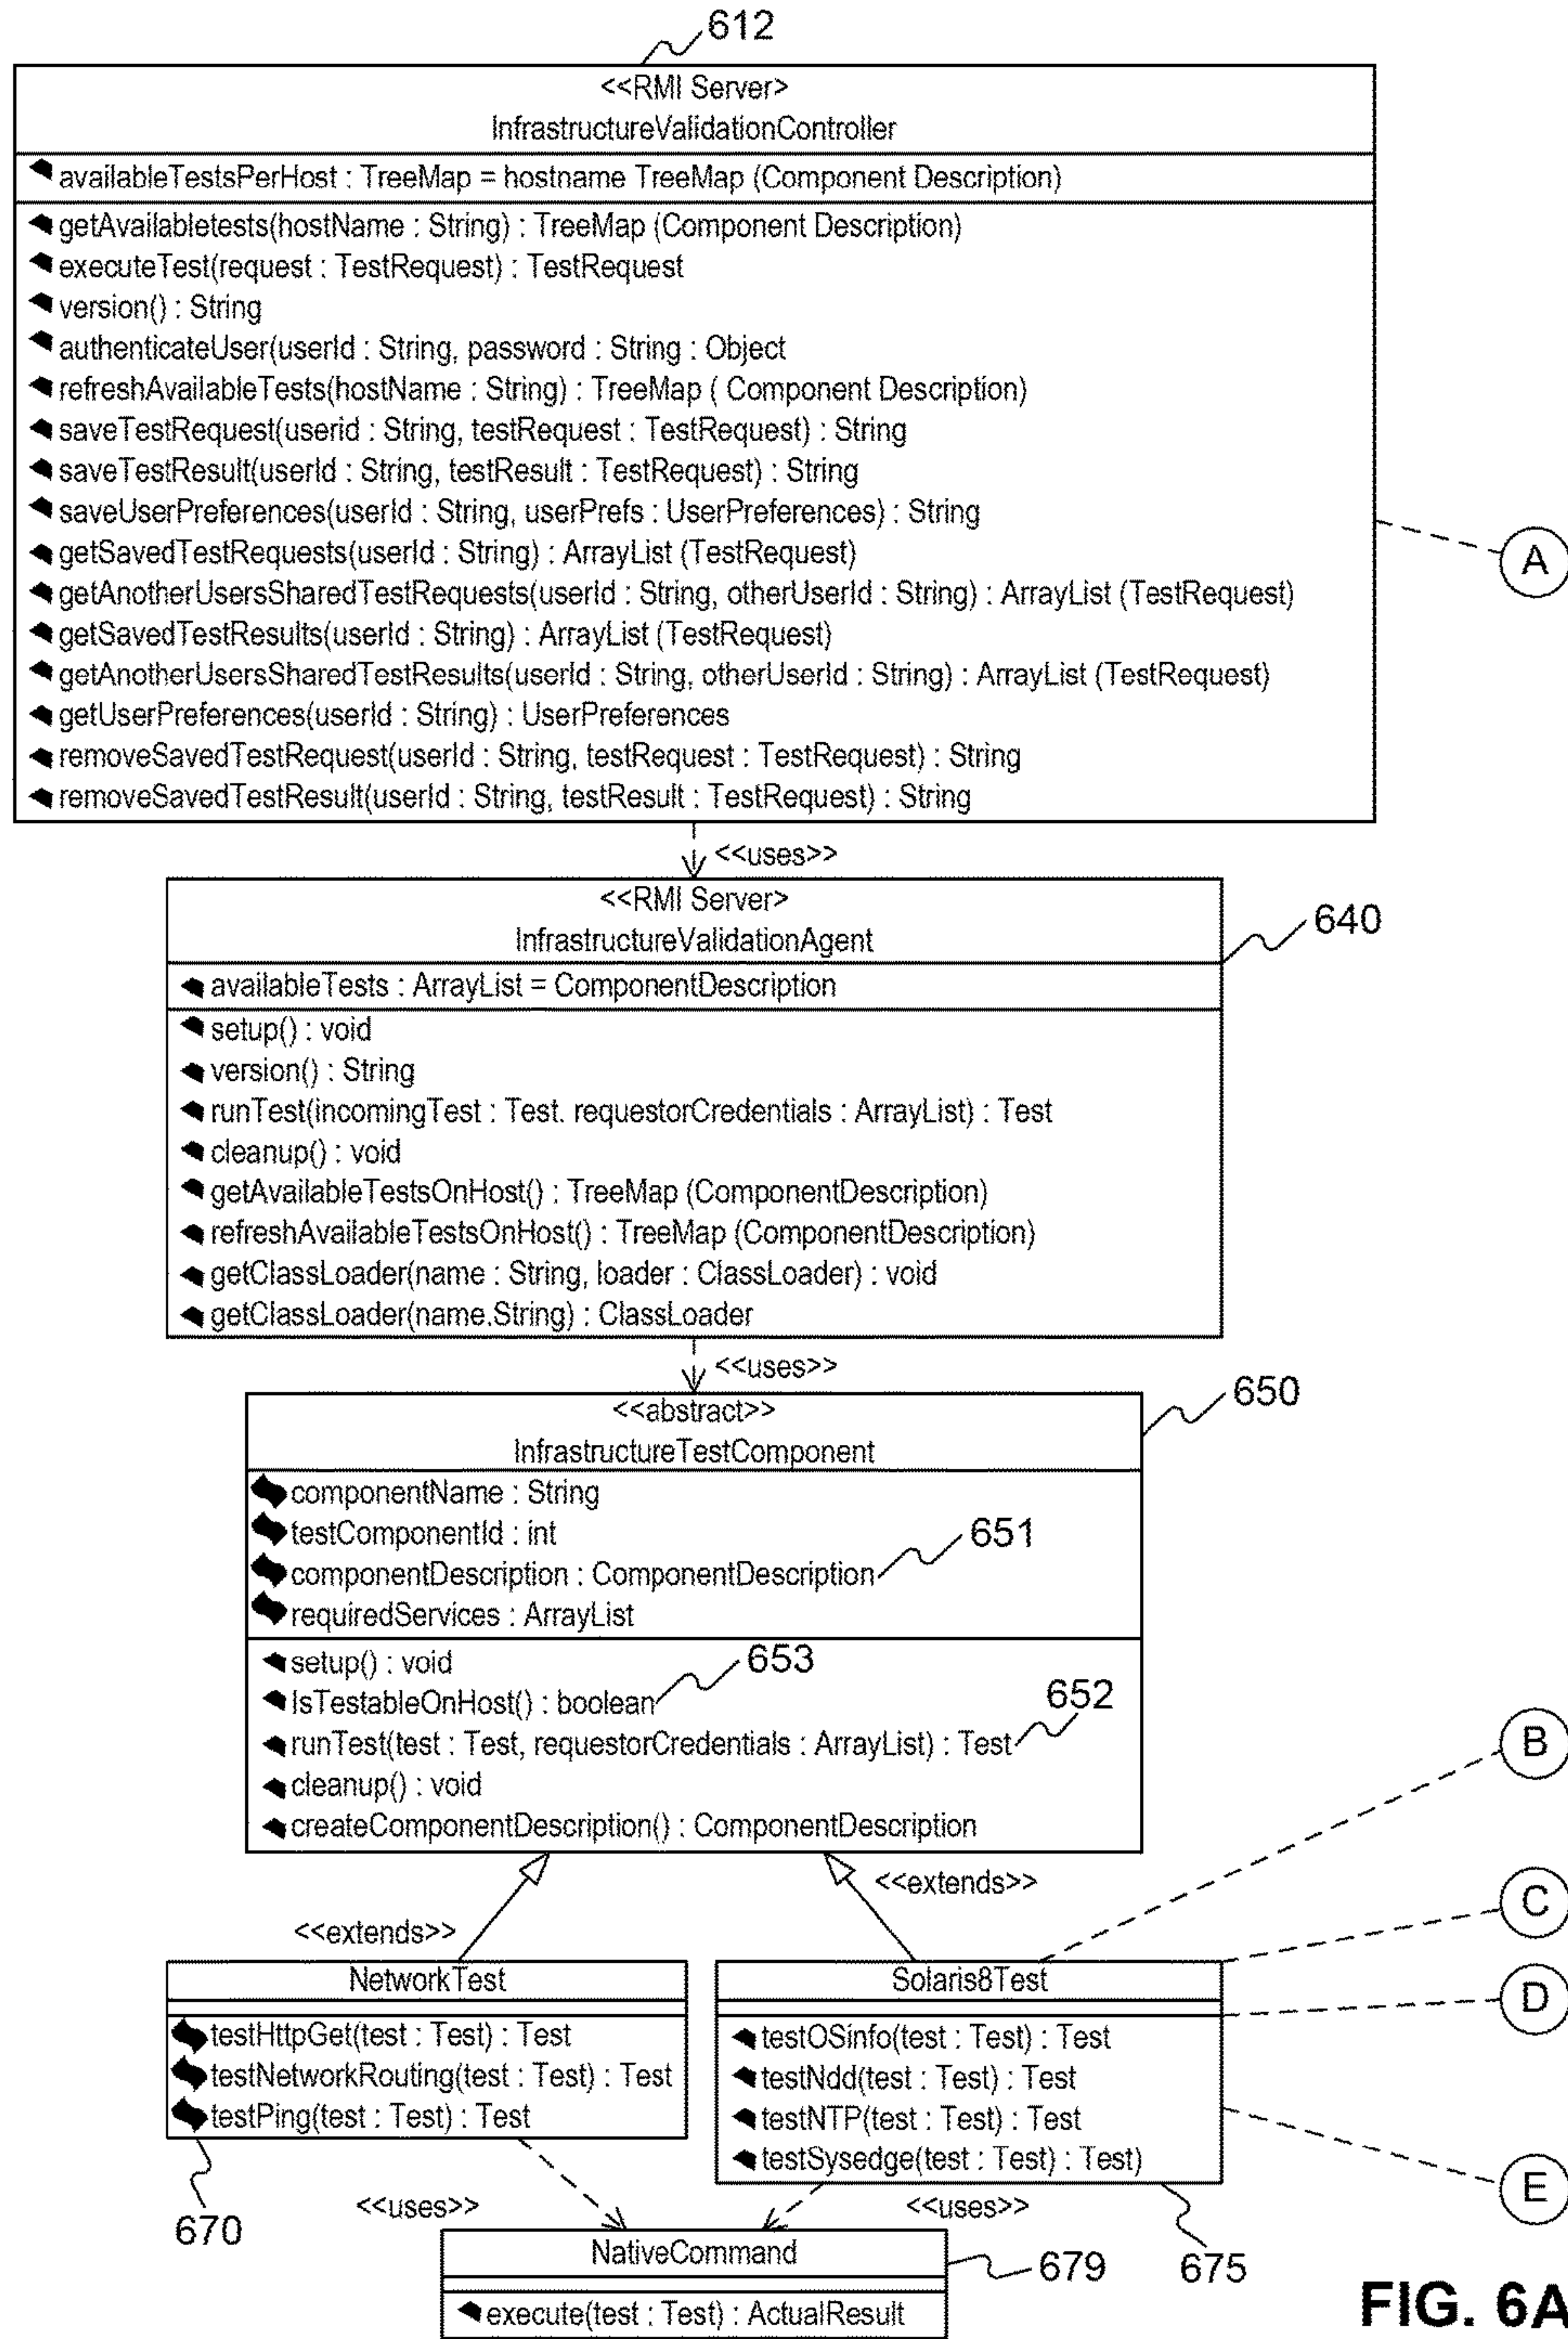 612
<<RMI Server>
InfrastructureValidationController
availableTestsPerHost : TreeMap = hostname TreeMap (Component Description)
getAvailabletests(hostName : String) : TreeMap (Component Description)
executeTest(request : TestRequest) : TestRequest
version() : String
authenticateUser(userId : String, password : String : Object
refreshAvailableTests(hostName : String) : TreeMap ( Component Description)
saveTestRequest(userid : String, testRequest : TestRequest) : String
saveTestResult(userId : String, testResult : TestRequest) : String
saveUserPreferences(userId : String, userPrefs : UserPreferences) : String
getSavedTestRequests(userId : String) : ArrayList (TestRequest)
getAnotherUsersSharedTestRequests(userId : String, otherUserId : String) : ArrayList (TestRequest)
getSavedTestResults(userId : String) : ArrayList (TestRequest)
getAnotherUsersSharedTestResults(userId : String, otherUserId : String) : ArrayList (TestRequest)
getUserPreferences(userId : String) : UserPreferences
removeSavedTestRequest(userId : String, testRequest : TestRequest) : String
removeSavedTestResult(userId : String, testResult : TestRequest) : String
A
<<uses>>
<<RMI Server>
InfrastructureValidationAgent
640
availableTests : ArrayList = ComponentDescription
setup() : void
version() : String
runTest(incomingTest : Test. requestorCredentials : ArrayList) : Test
cleanup() : void
getAvailableTestsOnHost() : TreeMap (ComponentDescription)
refreshAvailableTestsOnHost() : TreeMap (ComponentDescription)
getClassLoader(name : String, loader : ClassLoader) : void
getClassLoader(name.String) : ClassLoader
<<uses>>
<<abstract>>
InfrastructureTestComponent
650
componentName : String
testComponentId : int
componentDescription : ComponentDescription
651
requiredServices : ArrayList
setup() : void
653
IsTestableOnHost() : boolean
652
runTest(test : Test, requestorCredentials : ArrayList) : Test
cleanup() : void
createComponentDescription() : ComponentDescription
B
<<extends>>
<<extends>>
C
NetworkTest
testHttpGet(test : Test) : Test
testNetworkRouting(test : Test) : Test
testPing(test : Test) : Test
670
Solaris8Test
testOSinfo(test : Test) : Test
testNdd(test : Test) : Test
testNTP(test : Test) : Test
testSysedge(test : Test) : Test)
675
D
E
<<uses>>
<<uses>>
NativeCommand
679
execute(test : Test) : ActualResult
FIG. 6A